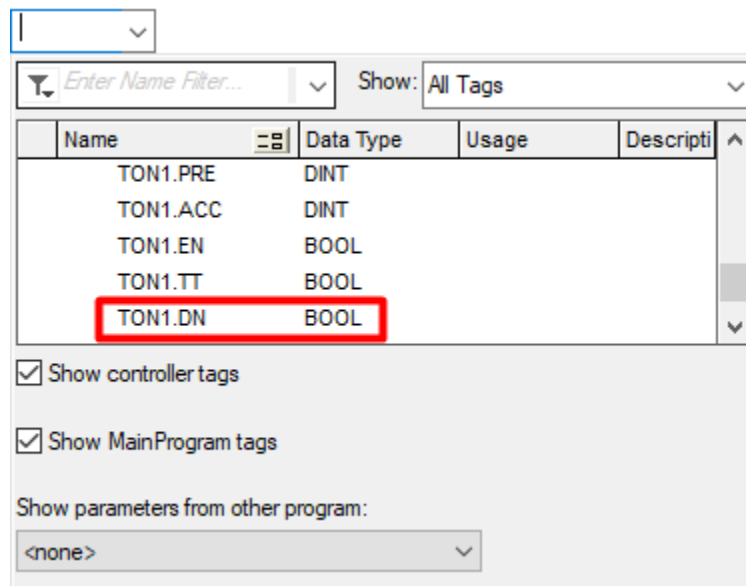 Enter Name Filter... Show: All Tags
Name Data Type Usage Descripti
TON1.PRE DINT
TON1.ACC DINT
TON1.EN BOOL
TON1.TT BOOL
TON1.DN BOOL
Show controller tags
Show MainProgram tags
Show parameters from other program:
<none>